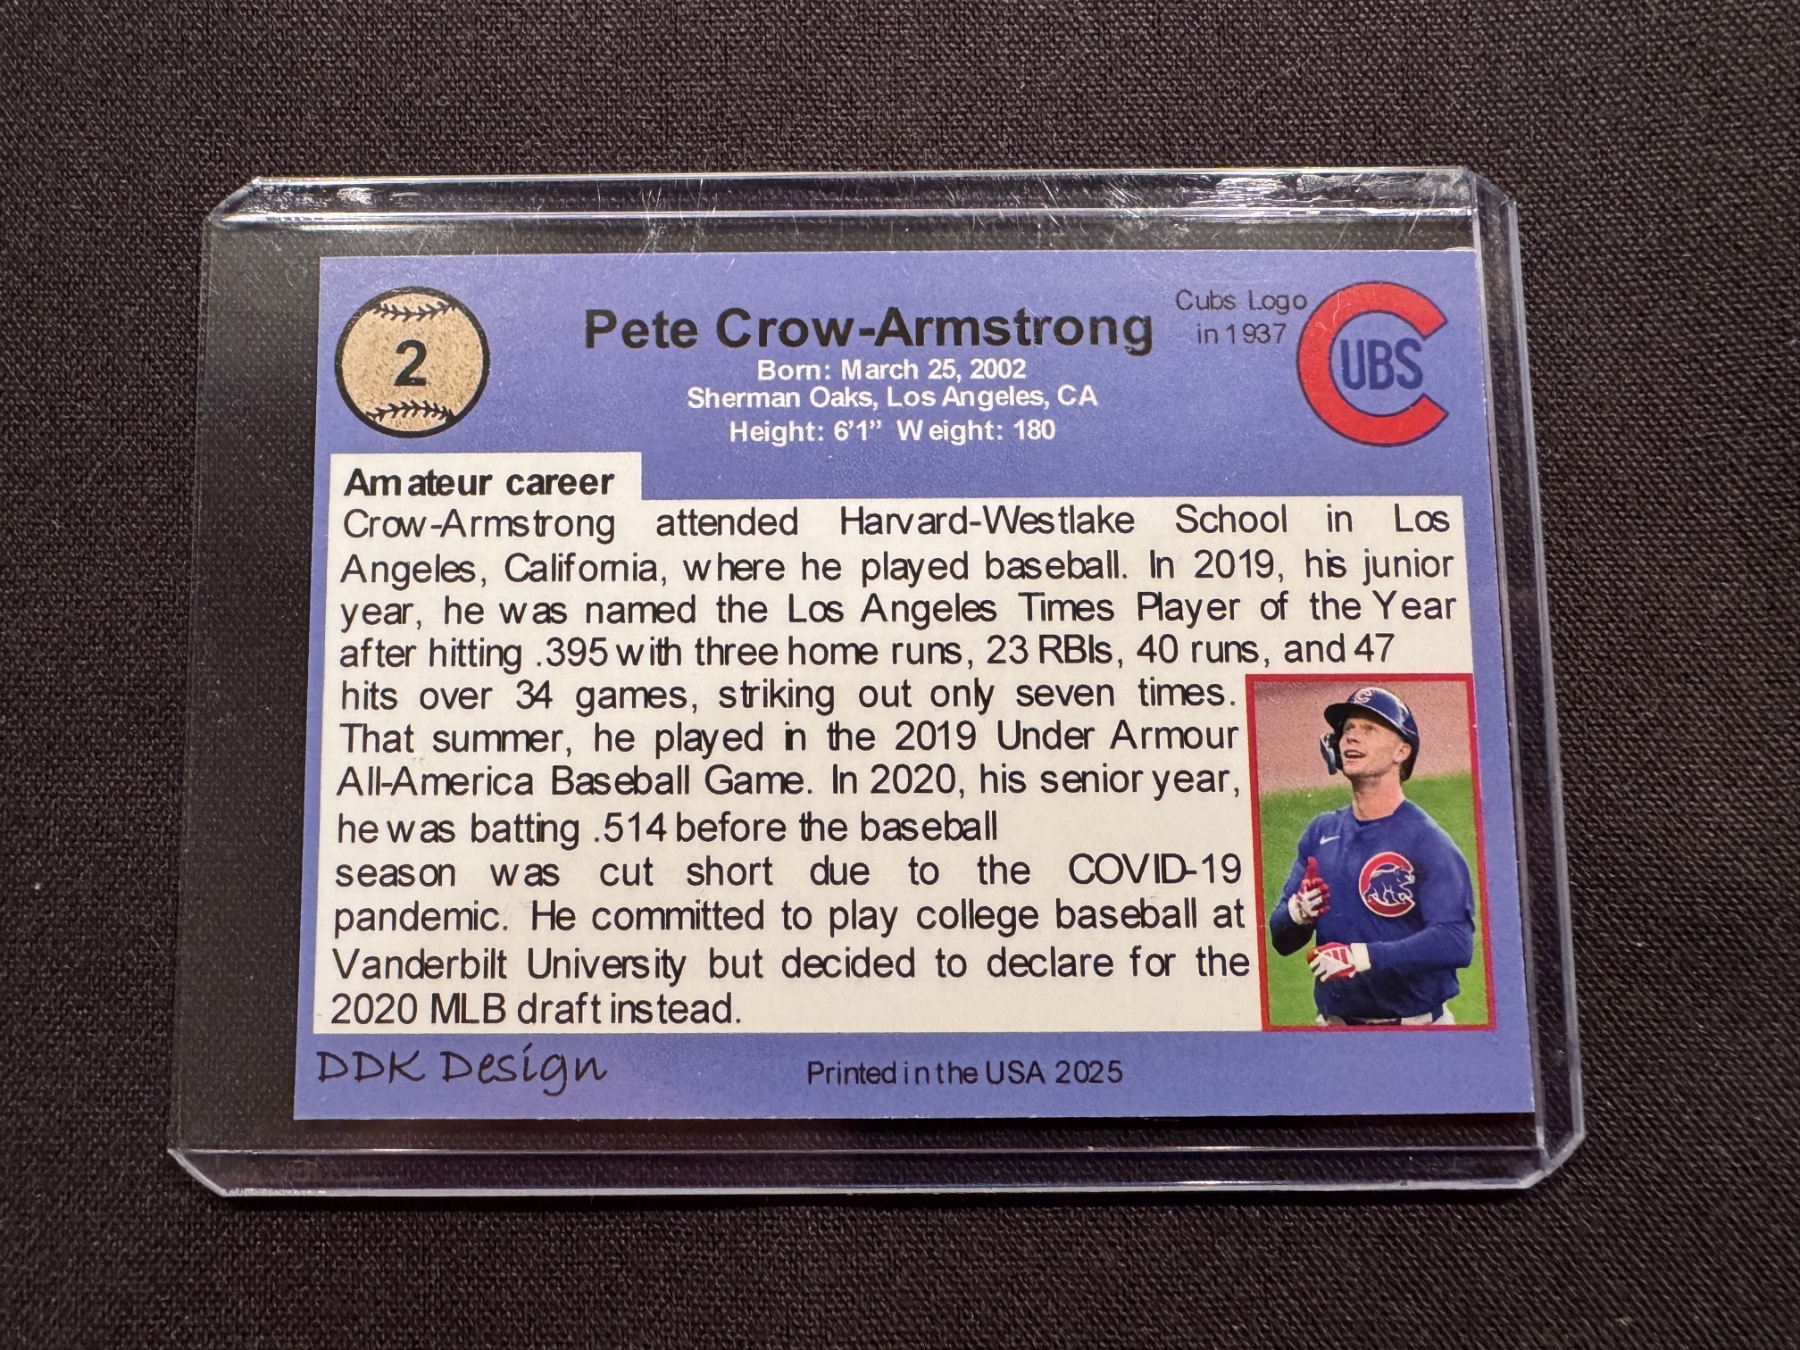 2
Pete Crow-Armstrong
Born: March 25, 2002
Sherman Oaks, Los Angeles, CA
Height: 6'1” Weight: 180
Cubs Logo
in 1937
CUBS
Amateur career
Crow-Armstrong attended Harvard-Westlake School in Los
Angeles, California, where he played baseball. In 2019, his junior
year, he was named the Los Angeles Times Player of the Year
after hitting .395 with three home runs, 23 RBIs, 40 runs, and 47
hits over 34 games, striking out only seven times.
That summer, he played in the 2019 Under Armour
All-America Baseball Game. In 2020, his senior year,
he was batting .514 before the baseball
season was cut short due to the COVID-19
pandemic. He committed to play college baseball at
Vanderbilt University but decided to declare for the
2020 MLB draft instead.
DDK Design
Printed in the USA 2025